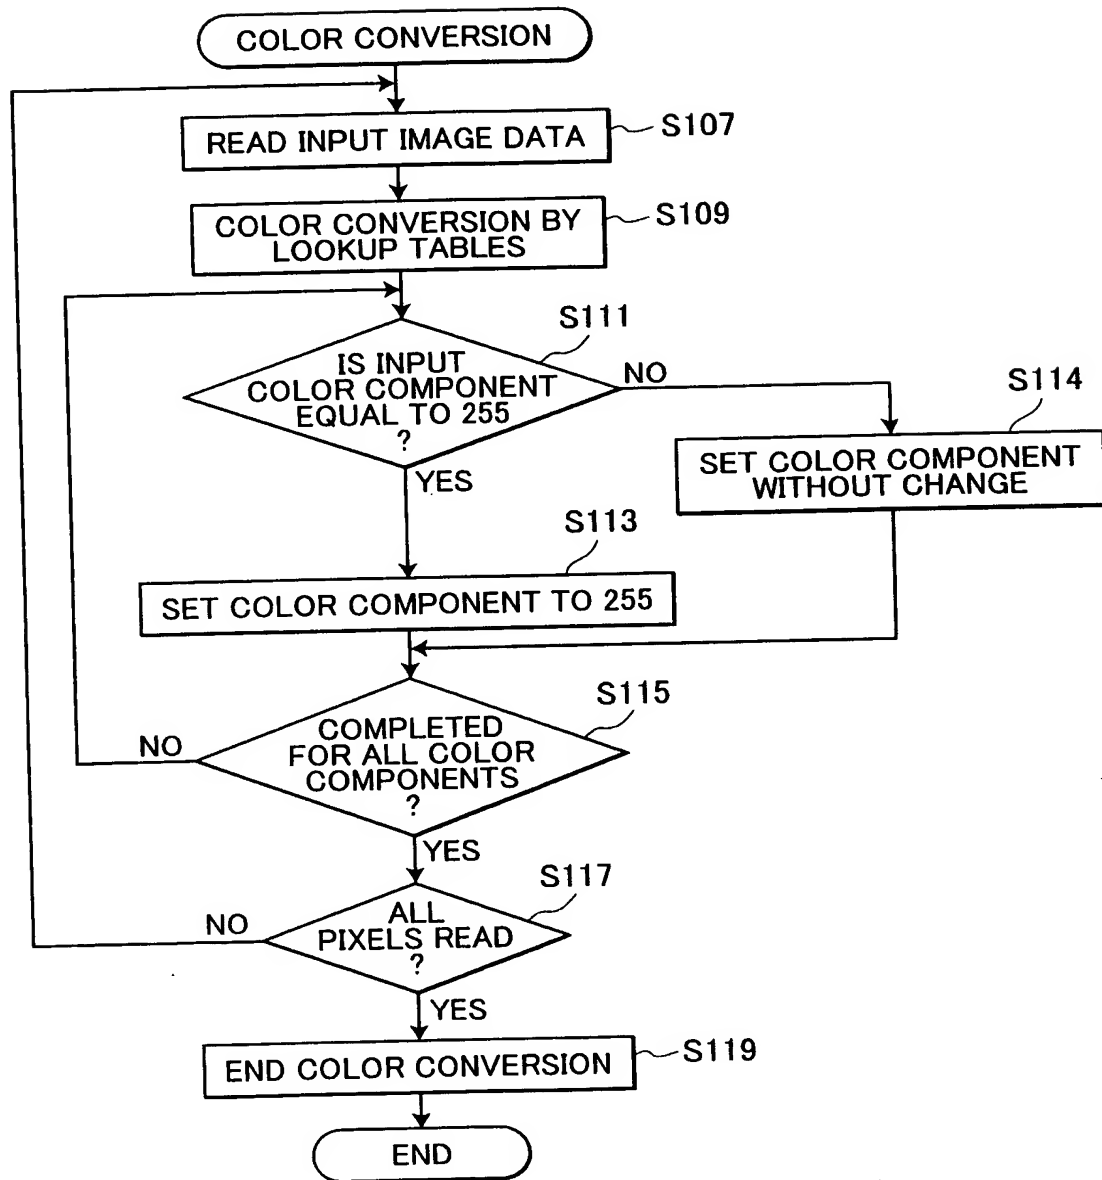 COLOR CONVERSION
READ INPUT IMAGE DATA
S107
COLOR CONVERSION BY
LOOKUP TABLES
S109
S111
IS INPUT
COLOR COMPONENT
EQUAL TO 255
?
NO
YES
S114
SET COLOR COMPONENT
WITHOUT CHANGE
S113
SET COLOR COMPONENT TO 255
S115
COMPLETED
FOR ALL COLOR
COMPONENTS
?
NO
YES
S117
ALL
PIXELS READ
?
NO
YES
END COLOR CONVERSION
S119
END